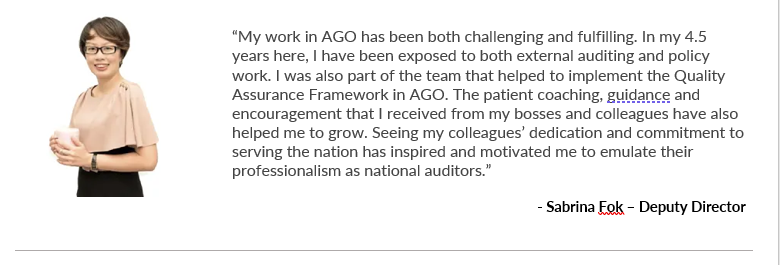 “My work in AGO has been both challenging and fulfilling. In my 4.5
years here, I have been exposed to both external auditing and policy
work. I was also part of the team that helped to implement the Quality
Assurance Framework in AGO. The patient coaching, guidance and
encouragement that I received from my bosses and colleagues have also
helped me to grow. Seeing my colleagues’ dedication and commitment to
serving the nation has inspired and motivated me to emulate their
professionalism as national auditors.”
- Sabrina Fok – Deputy Director